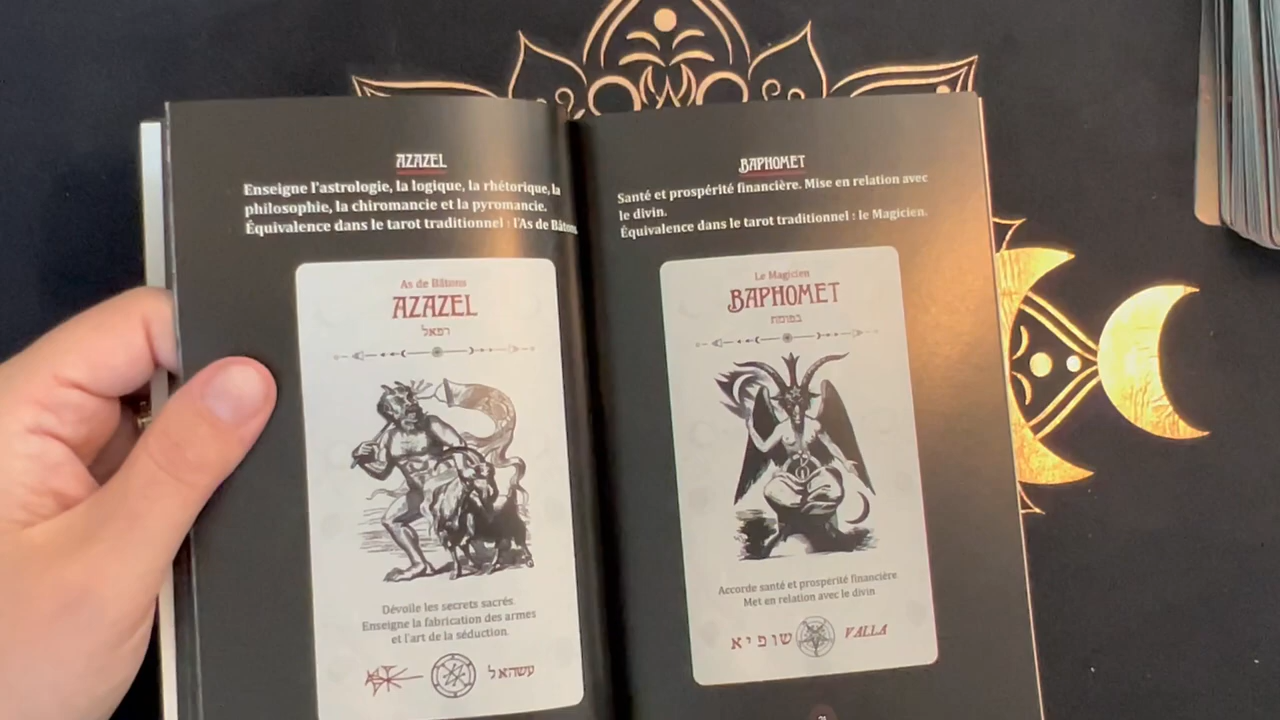 AZAZEL
Enseigne l'astrologie, la logique, la rhétorique, la
philosophie, la chiromancie et la pyromancie.
Équivalence dans le tarot traditionnel : l'As de Bâtons.
As de Bâtons
AZAZEL
רפאל
Dévoile les secrets sacrés.
Enseigne la fabrication des armes
et l'art de la séduction.
BAPHOMET
Santé et prospérité financière. Mise en relation avec
le divin.
Équivalence dans le tarot traditionnel : le Magicien.
Le Magicien
BAPHOMET
בפומת
Accorde santé et prospérité financière
Met en relation avec le divin
שופיא
VALLA